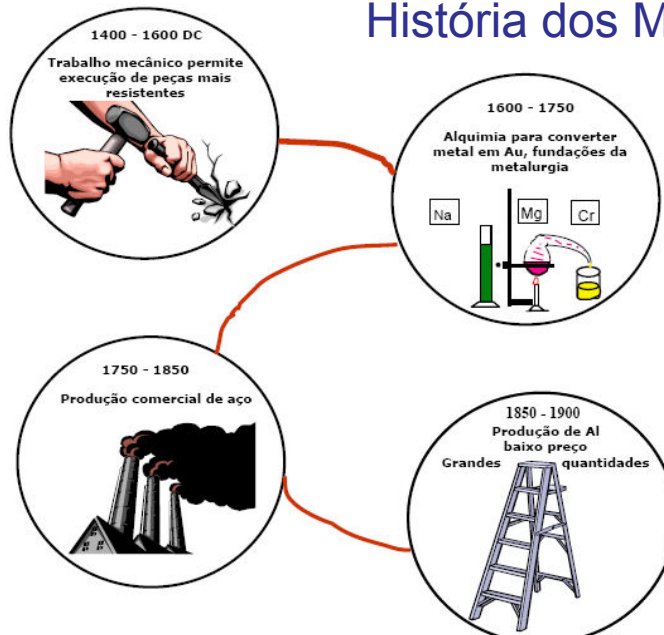 História dos M
1400 - 1600 DC
Trabalho mecânico permite
execução de peças mais
resistentes
1600 - 1750
Alquimia para converter
metal em Au, fundações da
metalurgia
Na
Mg
Cr
1750 - 1850
Produção comercial de aço
1850 - 1900
Produção de Al
baixo preço
Grandes quantidades